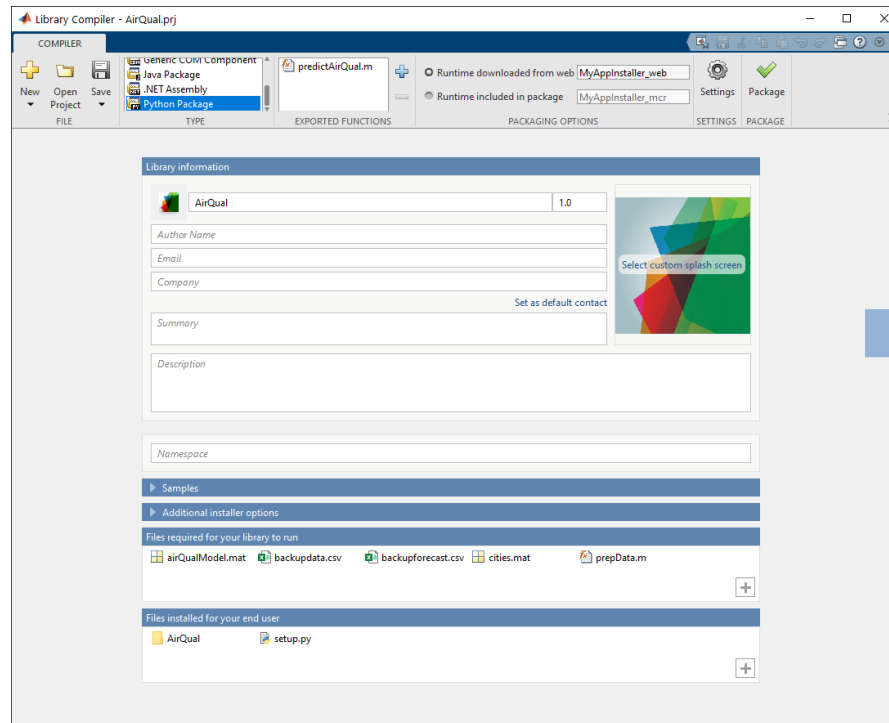 Library Compiler - AirQual.prj
COMPILER
New
Open Project
Save
FILE
Generic COM Component
Java Package
.NET Assembly
Python Package
TYPE
predictAirQual.m
EXPORTED FUNCTIONS
Runtime downloaded from web MyAppInstaller_web
Runtime included in package MyAppInstaller_mcr
PACKAGING OPTIONS
Settings
SETTINGS
Package
PACKAGE
Library information
AirQual 1.0
Author Name
Email
Company
Set as default contact
Summary
Select custom splash screen
Description
Namespace
Samples
Additional installer options
Files required for your library to run
airQualModel.mat backupdata.csv backupforecast.csv cities.mat prepData.m
Files installed for your end user
AirQual setup.py